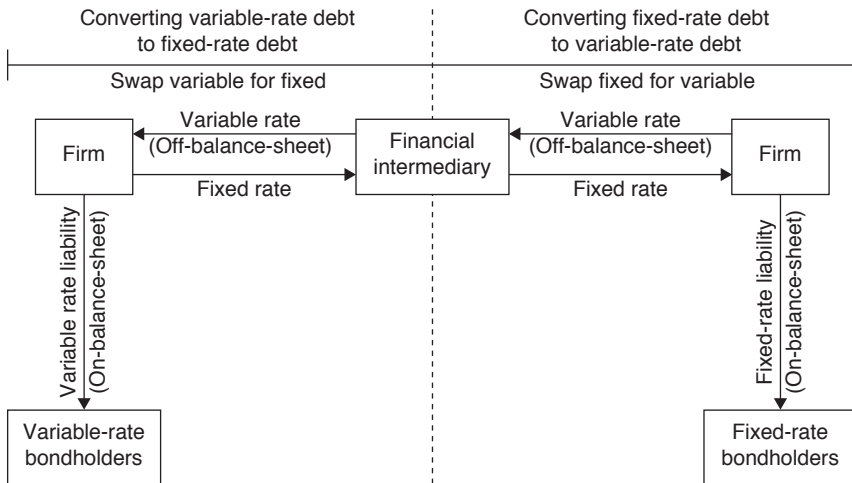 Converting variable-rate debt
to fixed-rate debt
Converting fixed-rate debt
to variable-rate debt
Swap variable for fixed
Swap fixed for variable
Firm
Variable rate
(Off-balance-sheet)
Fixed rate
Financial
intermediary
Variable rate
(Off-balance-sheet)
Fixed rate
Firm
Variable rate liability
(On-balance-sheet)
Fixed-rate liability
(On-balance-sheet)
Variable-rate
bondholders
Fixed-rate
bondholders